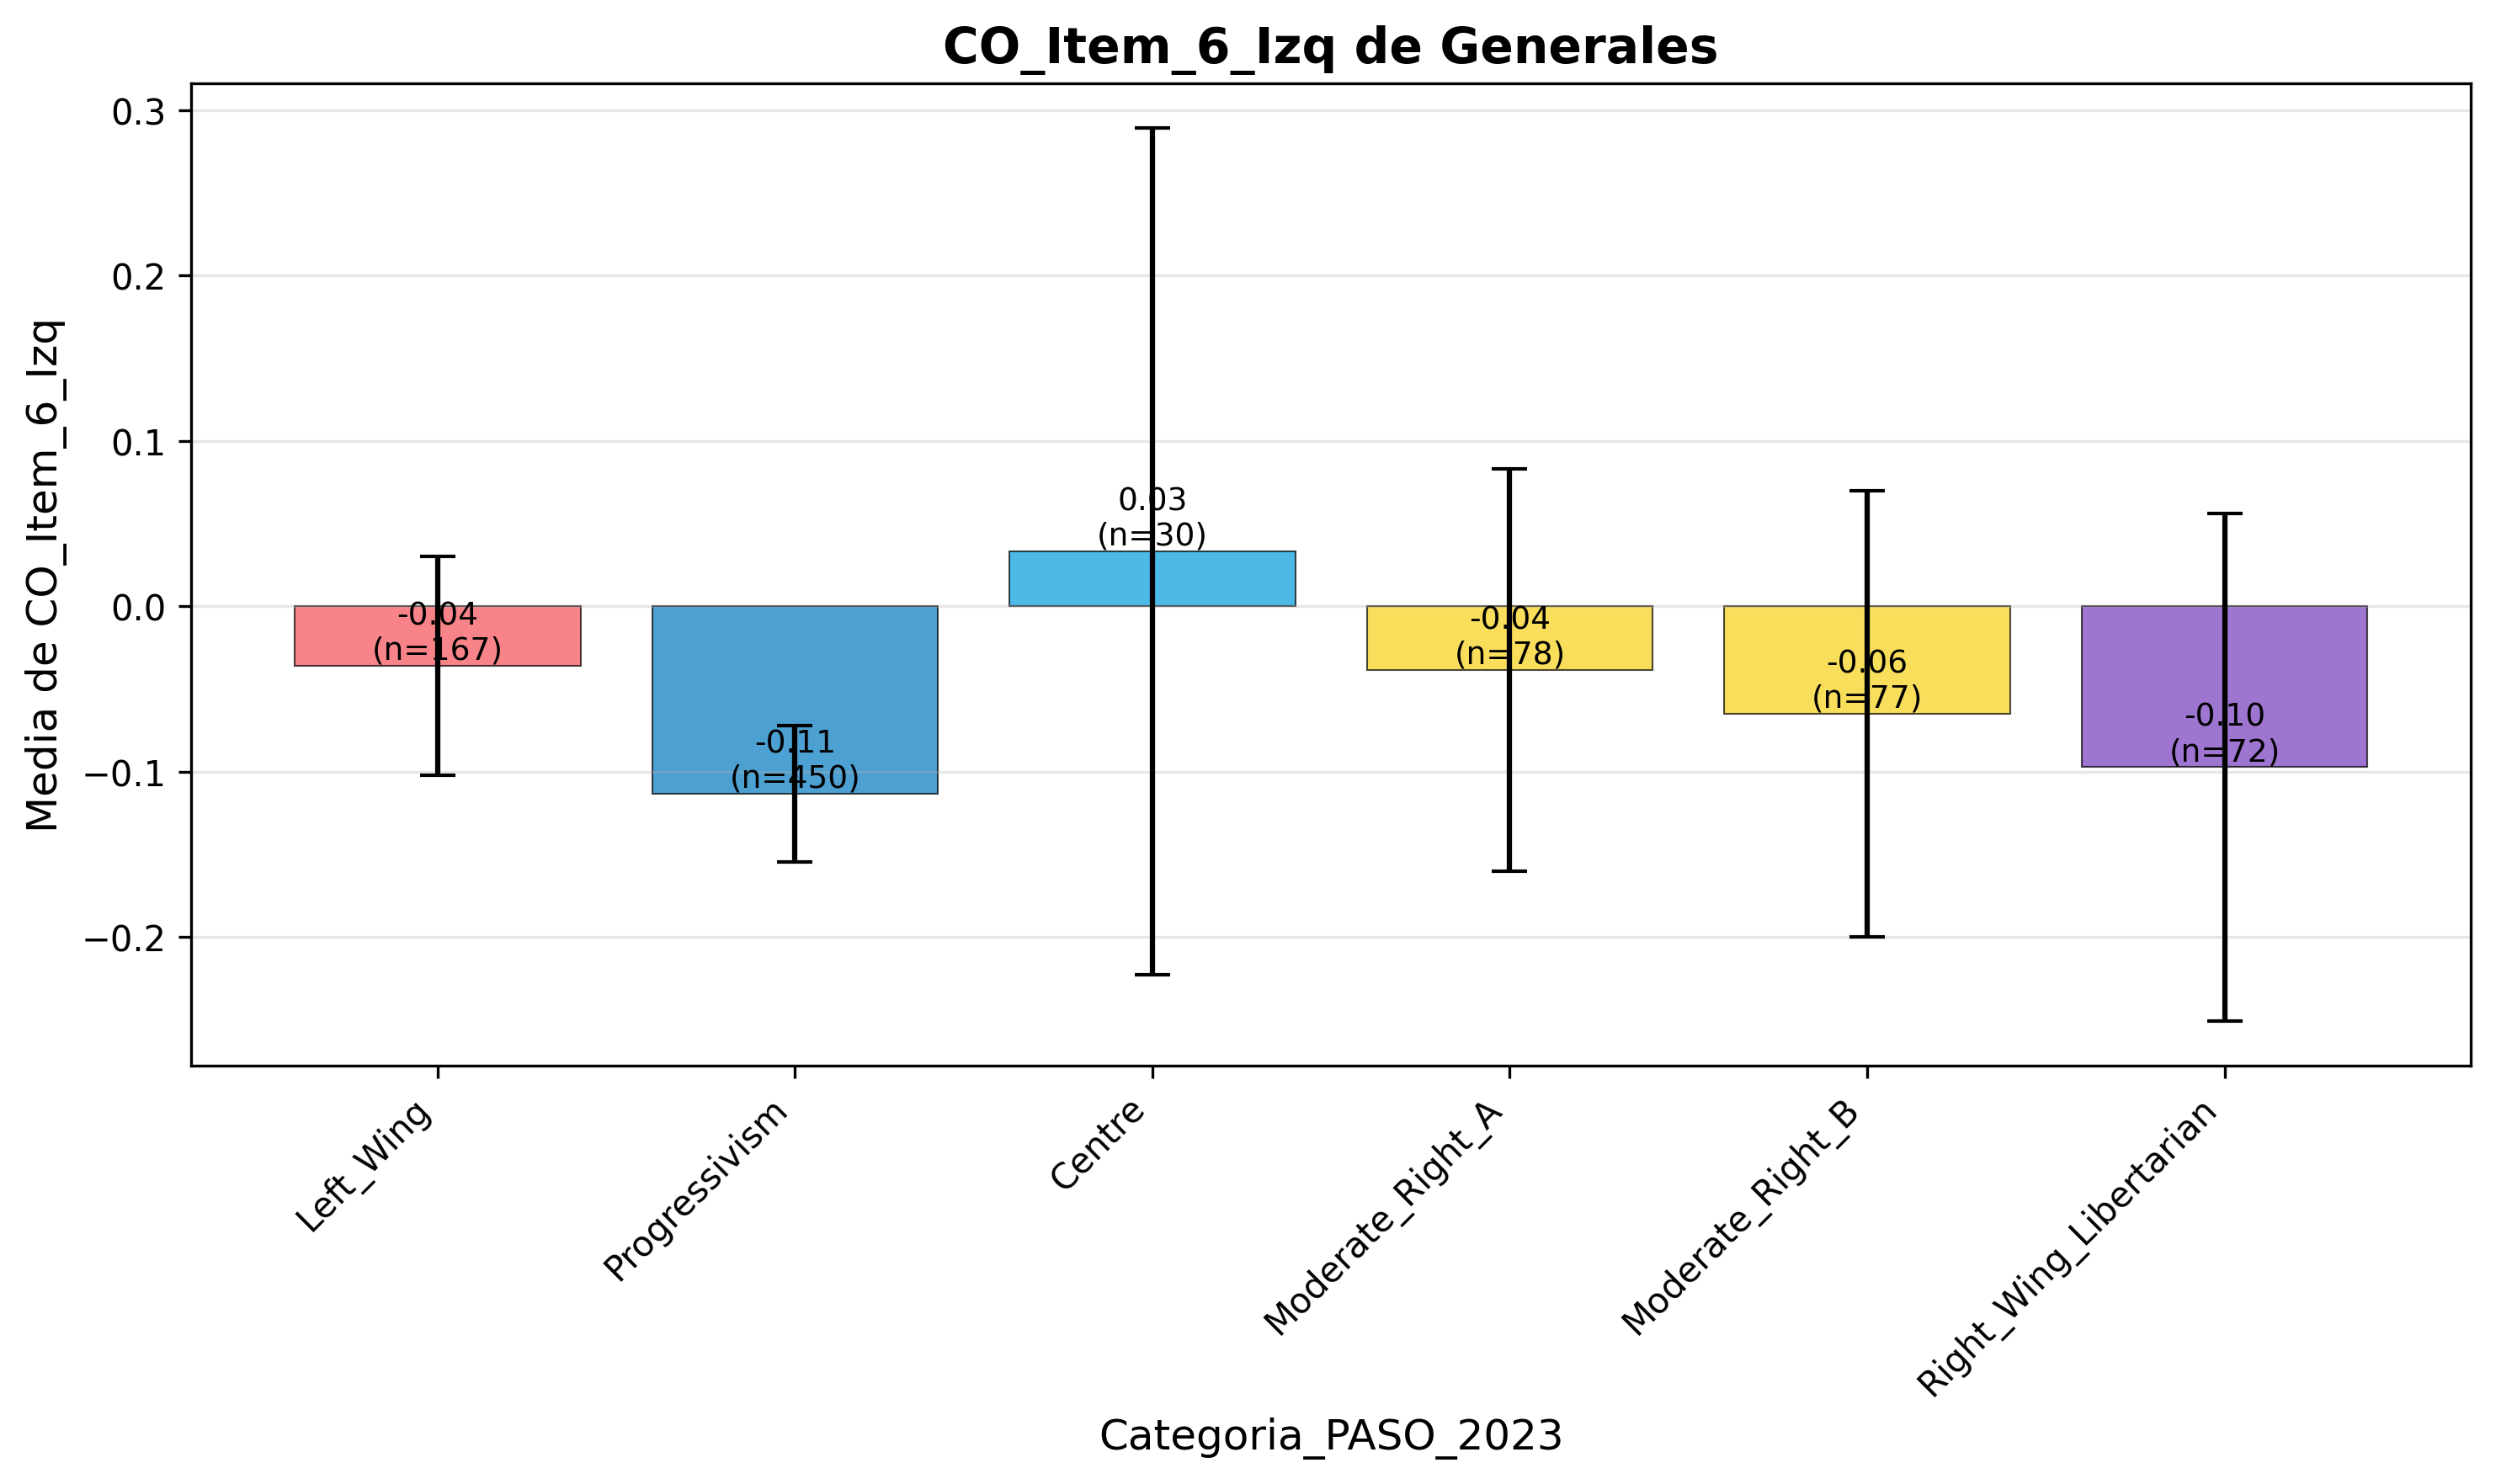 CO_Item_6_Izq de Generales
Media de CO_Item_6_Izq
0.3
0.2
0.1
0.0
−0.1
−0.2
-0.04
(n=167)
-0.11
(n=450)
0.03
(n=30)
-0.04
(n=78)
-0.06
(n=77)
-0.10
(n=72)
Left_Wing
Progressivism
Centre
Moderate_Right_A
Moderate_Right_B
Right_Wing_Libertarian
Categoria_PASO_2023